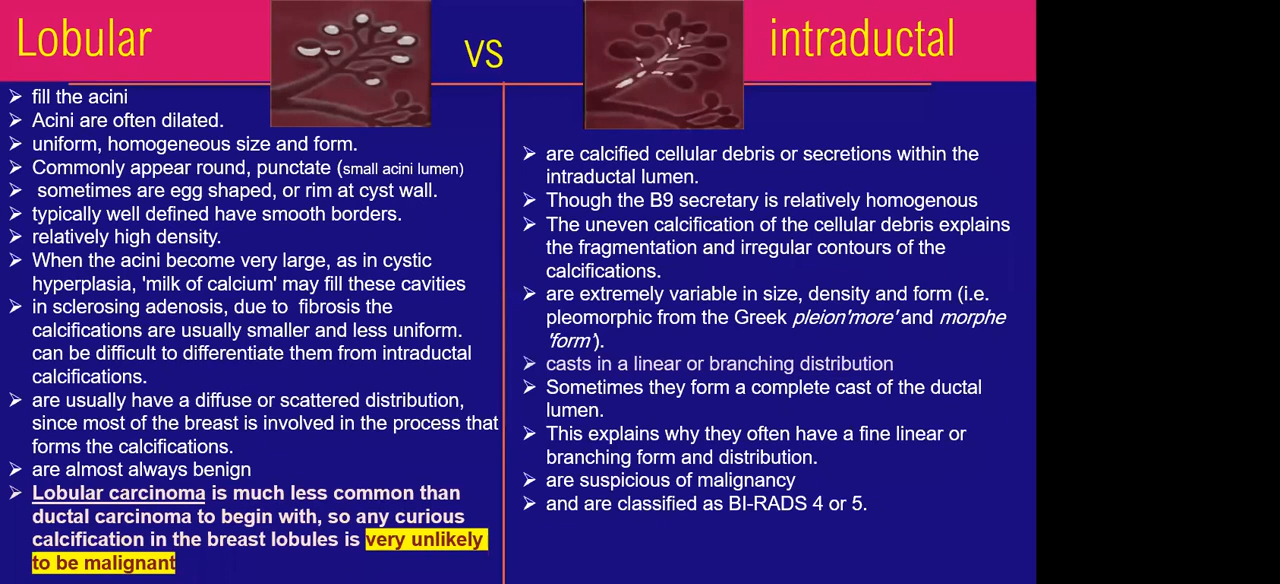 Lobular
VS
intraductal
➢ fill the acini
➢ Acini are often dilated.
➢ uniform, homogeneous size and form.
➢ Commonly appear round, punctate (small acini lumen)
➢ sometimes are egg shaped, or rim at cyst wall.
➢ typically well defined have smooth borders.
➢ relatively high density.
➢ When the acini become very large, as in cystic
hyperplasia, 'milk of calcium' may fill these cavities
➢ in sclerosing adenosis, due to fibrosis the
calcifications are usually smaller and less uniform.
can be difficult to differentiate them from intraductal
calcifications.
➢ are usually have a diffuse or scattered distribution,
since most of the breast is involved in the process that
forms the calcifications.
➢ are almost always benign
➢ Lobular carcinoma is much less common than
ductal carcinoma to begin with, so any curious
calcification in the breast lobules is very unlikely
to be malignant
➢ are calcified cellular debris or secretions within the
intraductal lumen.
➢ Though the B9 secretary is relatively homogenous
➢ The uneven calcification of the cellular debris explains
the fragmentation and irregular contours of the
calcifications.
➢ are extremely variable in size, density and form (i.e.
pleomorphic from the Greek pleion'more' and morphe
'form').
➢ casts in a linear or branching distribution
➢ Sometimes they form a complete cast of the ductal
lumen.
➢ This explains why they often have a fine linear or
branching form and distribution.
➢ are suspicious of malignancy
➢ and are classified as BI-RADS 4 or 5.